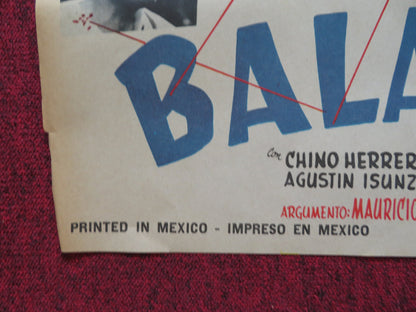 BALA
con CHINO HERRER
AGUSTIN ISUNZ
ARGUMENTO: MAURICIO
PRINTED IN MEXICO - IMPRESO EN MEXICO